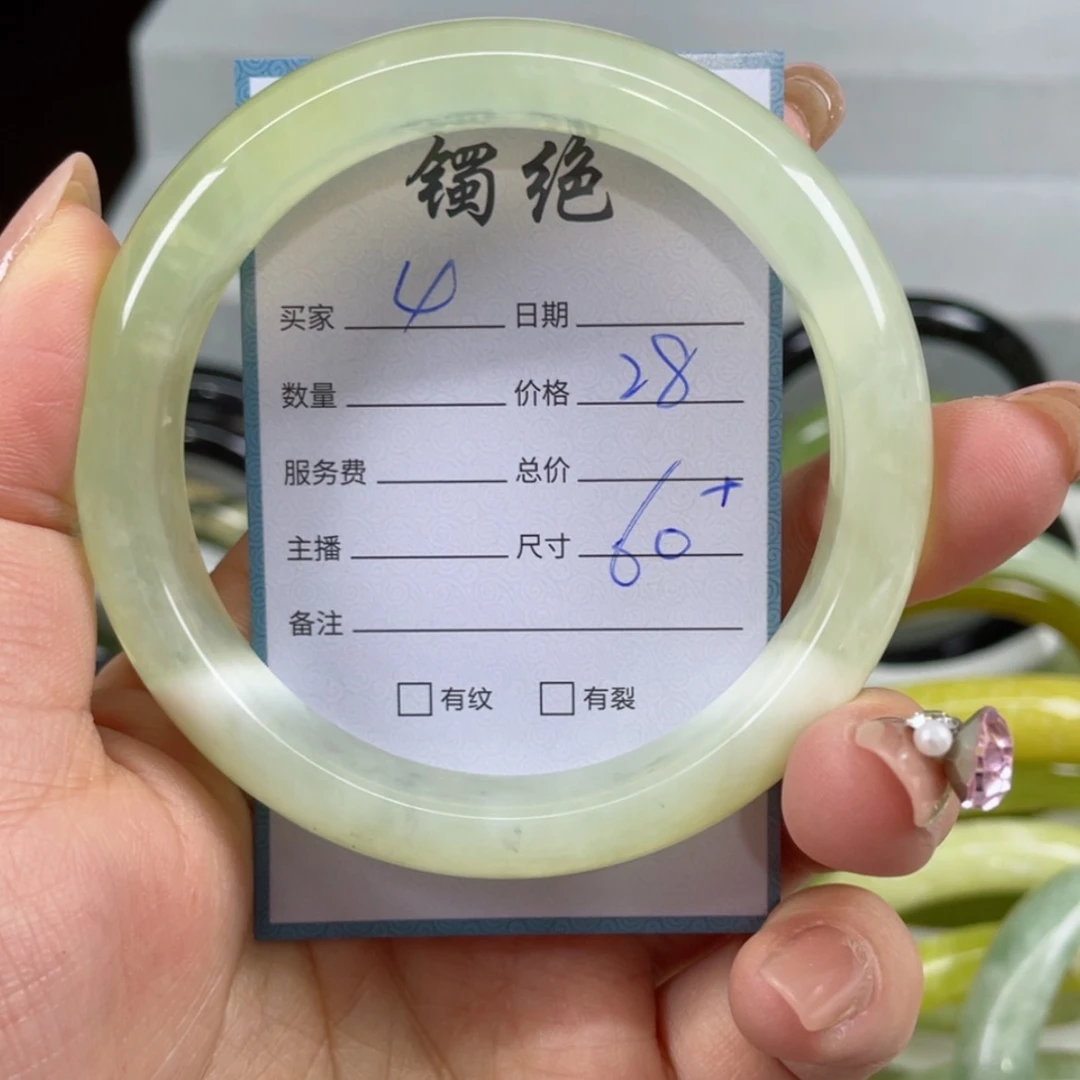 镯绝
买家 4 日期
数量 价格 28
服务费 总价
主播 尺寸 60+
备注
有纹 有裂